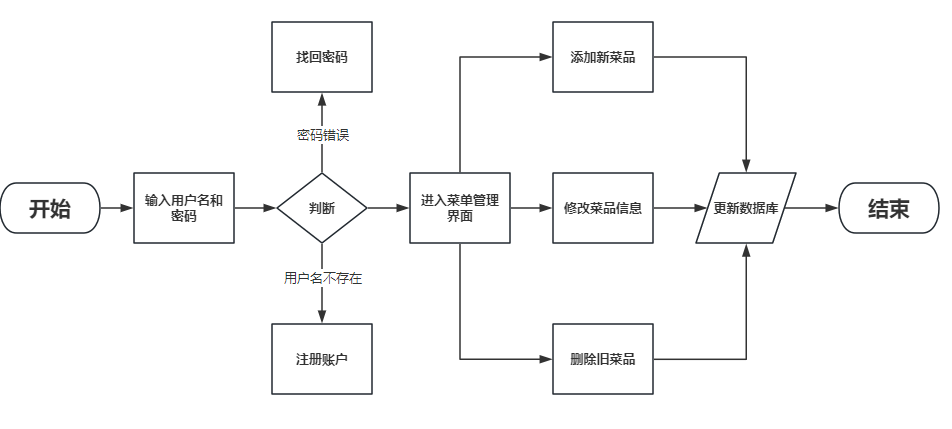 找回密码
添加新菜品
密码错误
开始
输入用户名和
密码
判断
进入菜单管理
界面
修改菜品信息
更新数据库
结束
用户名不存在
注册账户
删除旧菜品